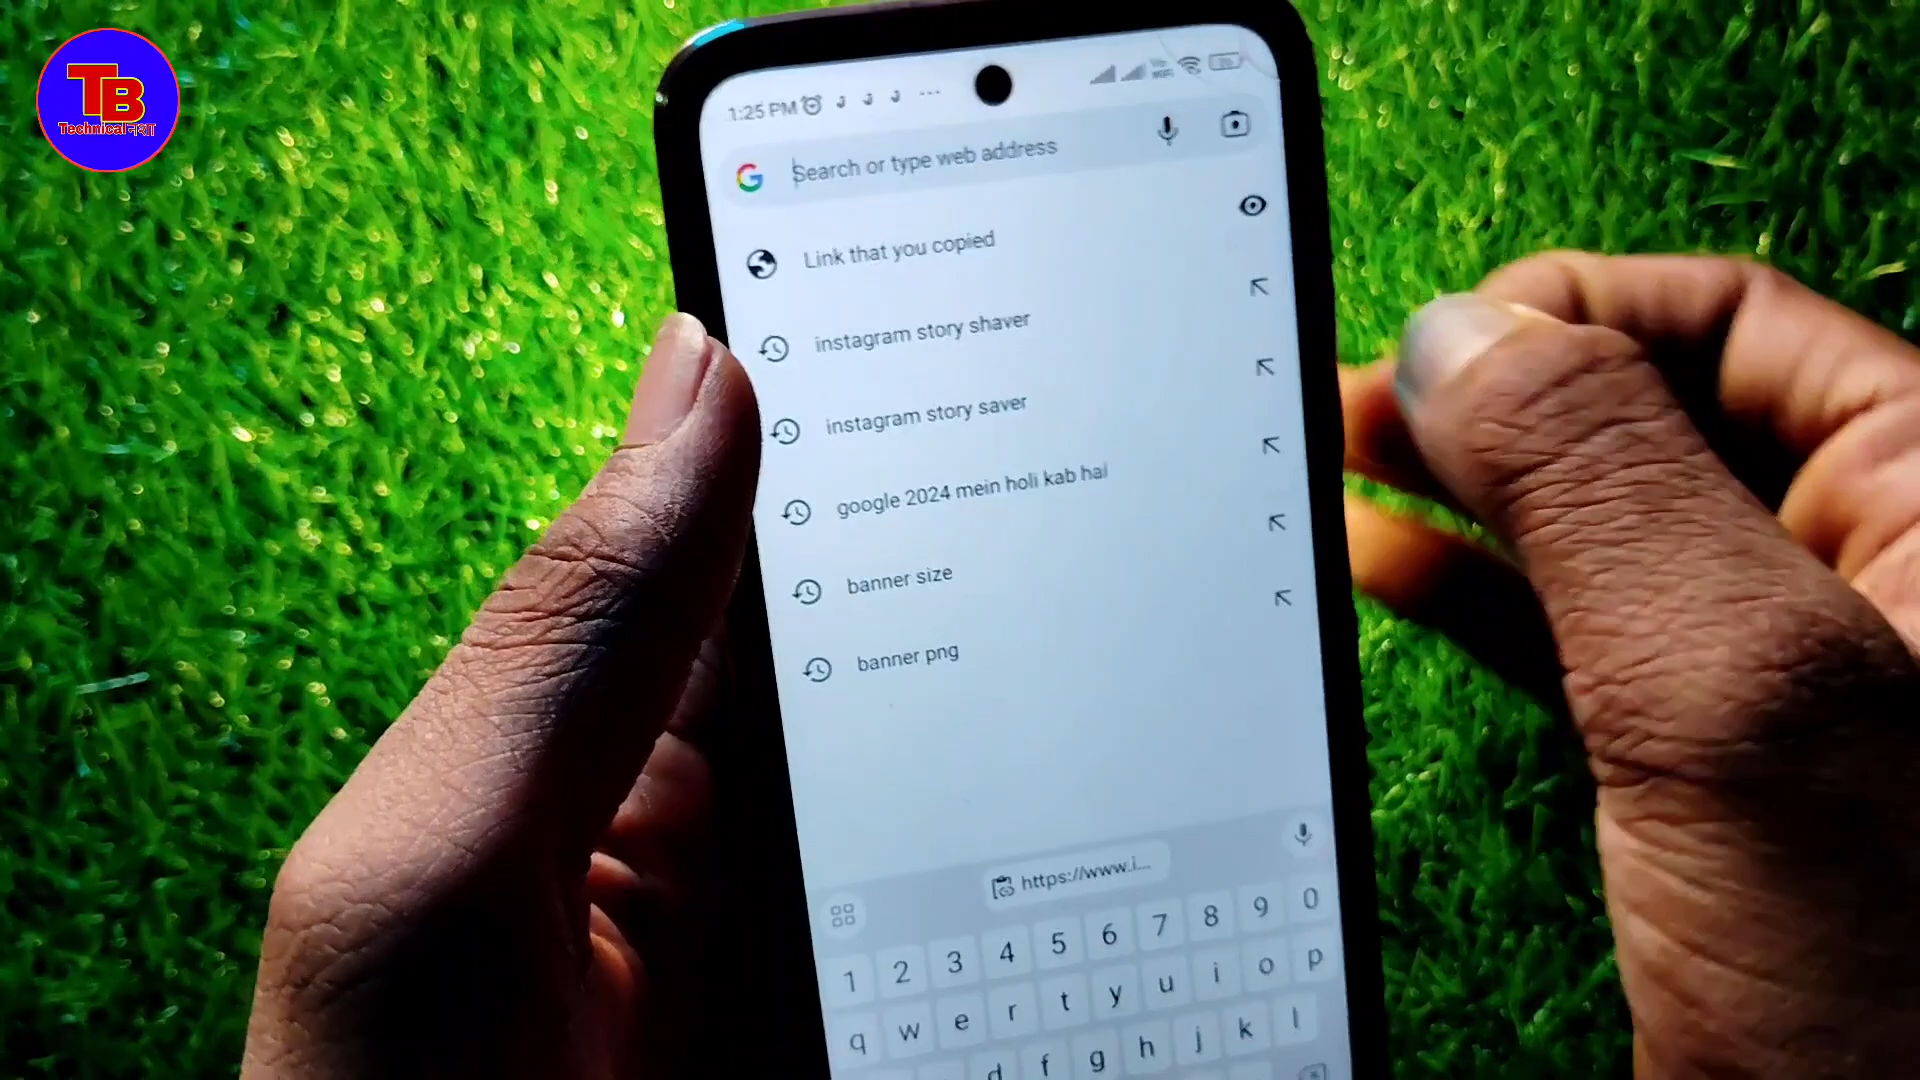 TB
Technicalनशा
1:25 PM
Search or type web address
Link that you copied
instagram story shaver
instagram story saver
google 2024 mein holi kab hai
banner size
banner png
https://www.i...
1 2 3 4 5 6 7 8 9 0
q w e r t y u i o p
d f g h j k l